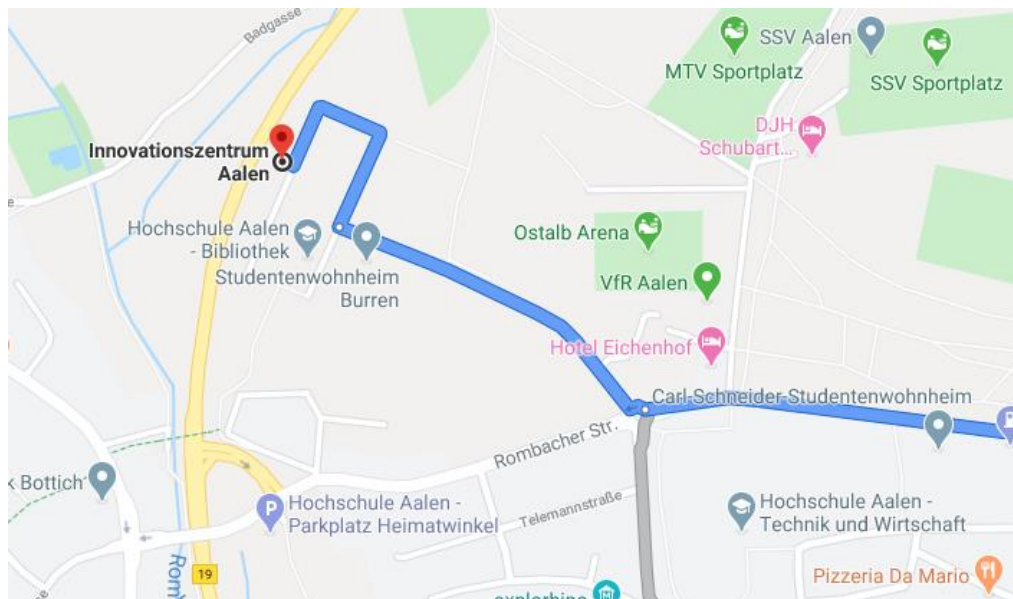 Badgasse
SSV Aalen
MTV Sportplatz
SSV Sportplatz
DJH
Schubart...
Innovationszentrum
Aalen
Hochschule Aalen
- Bibliothek
Studentenwohnheim
Burren
Ostalb Arena
VfR Aalen
Hotel Eichenhof
Carl-Schneider-Studentenwohnheim
Rombacher Str.
k Bottich
Hochschule Aalen -
Parkplatz Heimatwinkel
P
Telemannstraße
Hochschule Aalen -
Technik und Wirtschaft
19
Pizzeria Da Mario